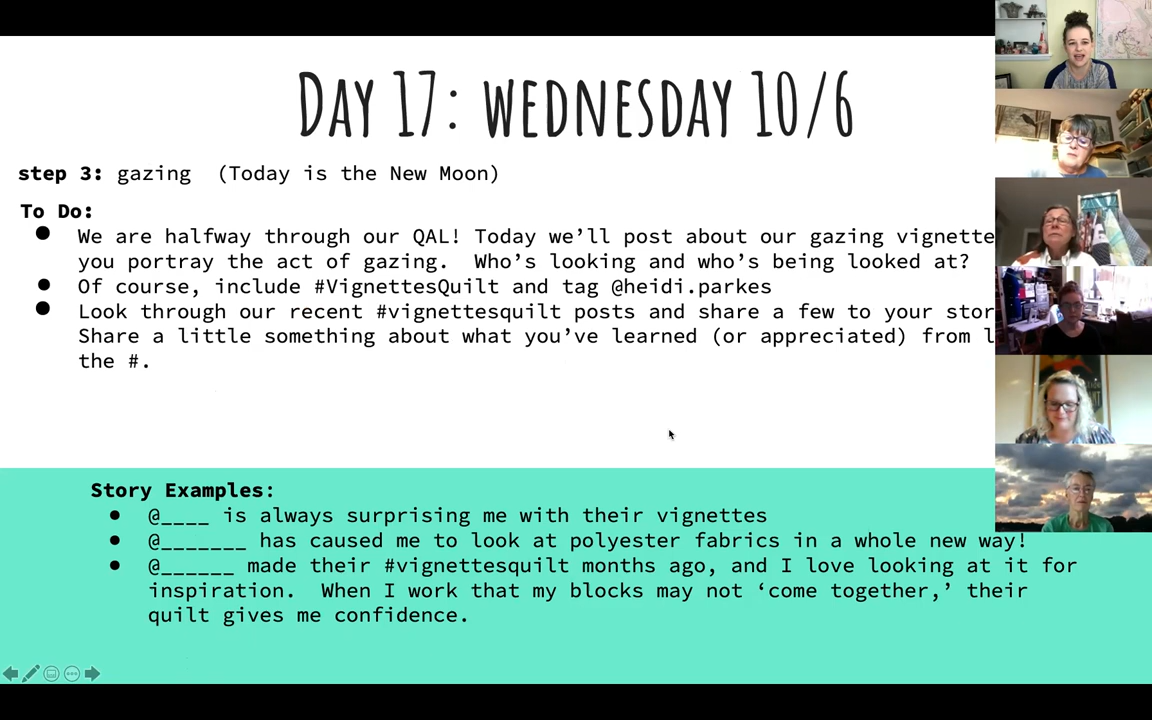 Day 17: Wednesday 10/6
step 3: gazing (Today is the New Moon)
To Do:
● We are halfway through our QAL! Today we’ll post about our gazing vignette
you portray the act of gazing. Who’s looking and who’s being looked at?
● Of course, include #VignettesQuilt and tag @heidi.parkes
● Look through our recent #vignettesquilt posts and share a few to your stor
Share a little something about what you’ve learned (or appreciated) from l
the #.
Story Examples:
● @____ is always surprising me with their vignettes
● @_______ has caused me to look at polyester fabrics in a whole new way!
● @______ made their #vignettesquilt months ago, and I love looking at it for
inspiration. When I work that my blocks may not ‘come together,’ their
quilt gives me confidence.